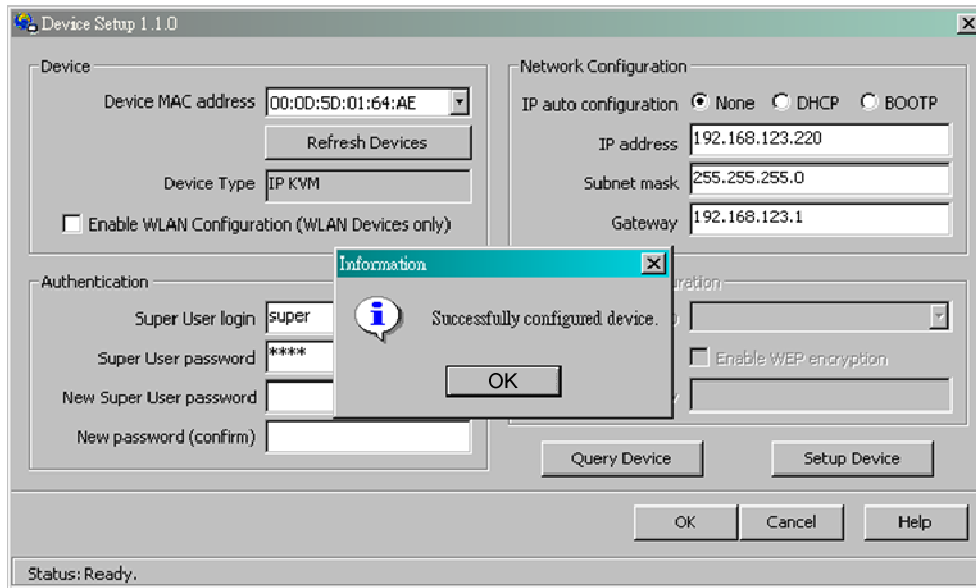 Device Setup 1.1.0
Device
Device MAC address 00:0D:5D:01:64:AE
Refresh Devices
Device Type IP KVM
Enable WLAN Configuration (WLAN Devices only)
Network Configuration
IP auto configuration None DHCP BOOTP
IP address 192.168.123.220
Subnet mask 255.255.255.0
Gateway 192.168.123.1
Authentication
Super User login super
Super User password ****
New Super User password
New password (confirm)
Information
Successfully configured device.
OK
Enable WEP encryption
Query Device
Setup Device
OK
Cancel
Help
Status: Ready.